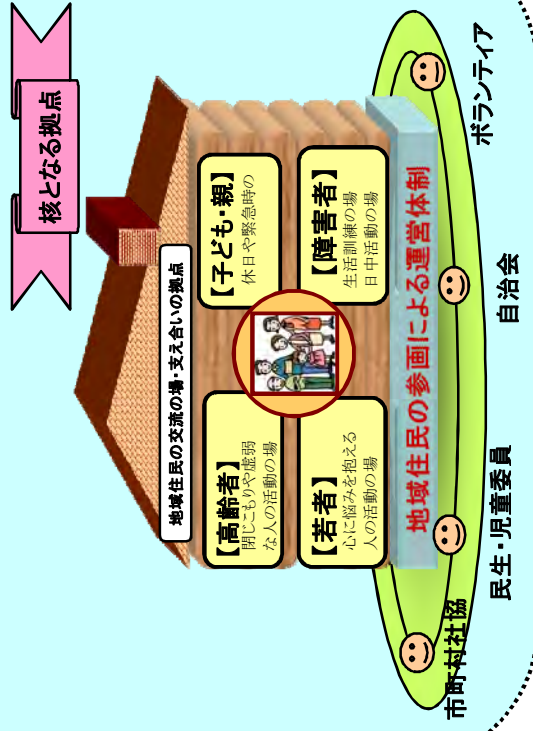 核となる拠点
地域住民の交流の場・支え合いの拠点
【高齢者】
閉じこもりや虚弱
な人の活動の場
【子ども・親】
休日や緊急時の
【若者】
心に悩みを抱える
人の活動の場
【障害者】
生活訓練の場
日中活動の場
地域住民の参画による運営体制
市町村社協
民生・児童委員
自治会
ボランティア